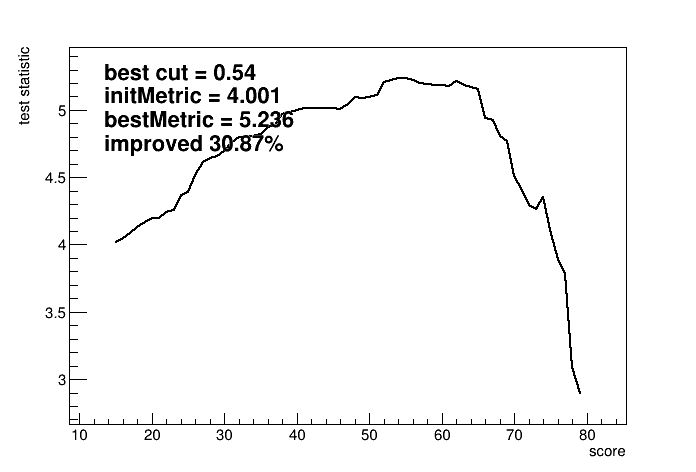 test statistic
best cut = 0.54
initMetric = 4.001
bestMetric = 5.236
improved 30.87%
5
4.5
4
3.5
3
10 20 30 40 50 60 70 80
score